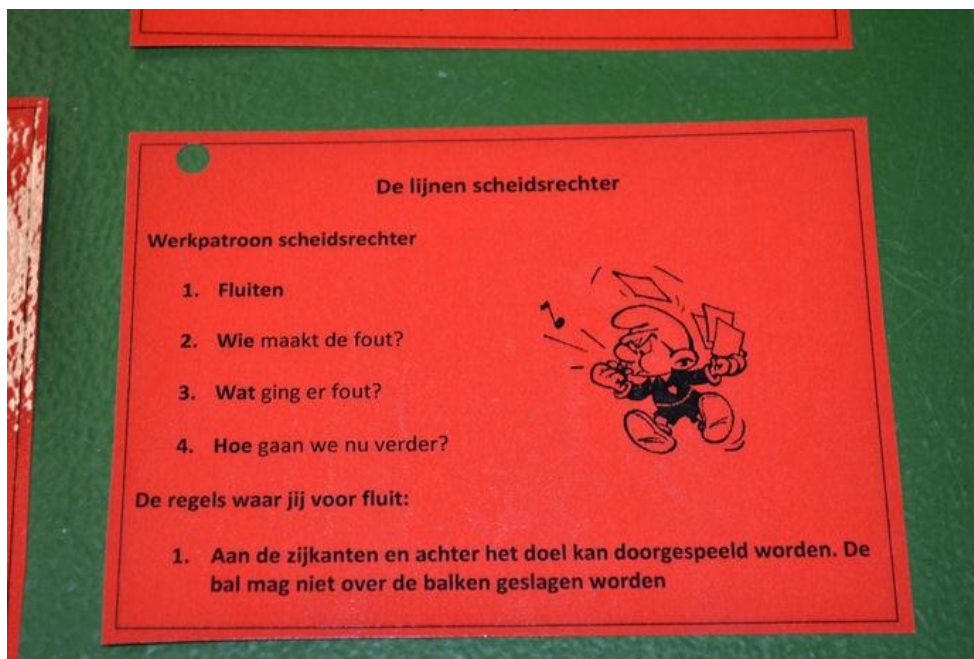 De lijnen scheidsrechter
Werkpatroon scheidsrechter
1. Fluiten
2. Wie maakt de fout?
3. Wat ging er fout?
4. Hoe gaan we nu verder?
De regels waar jij voor fluit:
1. Aan de zijkanten en achter het doel kan doorgespeeld worden. De
bal mag niet over de balken geslagen worden